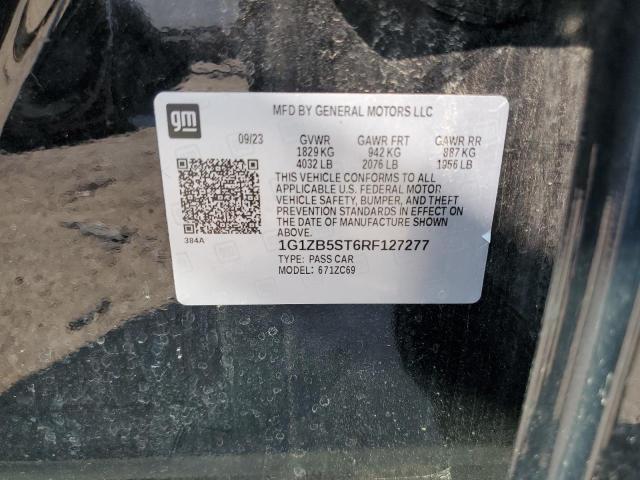 gm
MFD BY GENERAL MOTORS LLC
09/23 GVWR GAWR FRT GAWR RR
1829 KG 942 KG 887 KG
4032 LB 2076 LB 1956 LB
THIS VEHICLE CONFORMS TO ALL
APPLICABLE U.S. FEDERAL MOTOR
VEHICLE SAFETY, BUMPER, AND THEFT
PREVENTION STANDARDS IN EFFECT ON
THE DATE OF MANUFACTURE SHOWN
ABOVE.
384A
1G1ZB5ST6RF127277
TYPE: PASS CAR
MODEL: 671ZC69